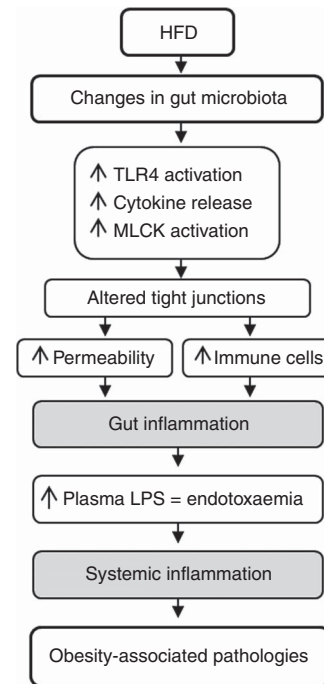 HFD
Changes in gut microbiota
↑ TLR4 activation
↑ Cytokine release
↑ MLCK activation
Altered tight junctions
↑ Permeability
↑ Immune cells
Gut inflammation
↑ Plasma LPS = endotoxaemia
Systemic inflammation
Obesity-associated pathologies